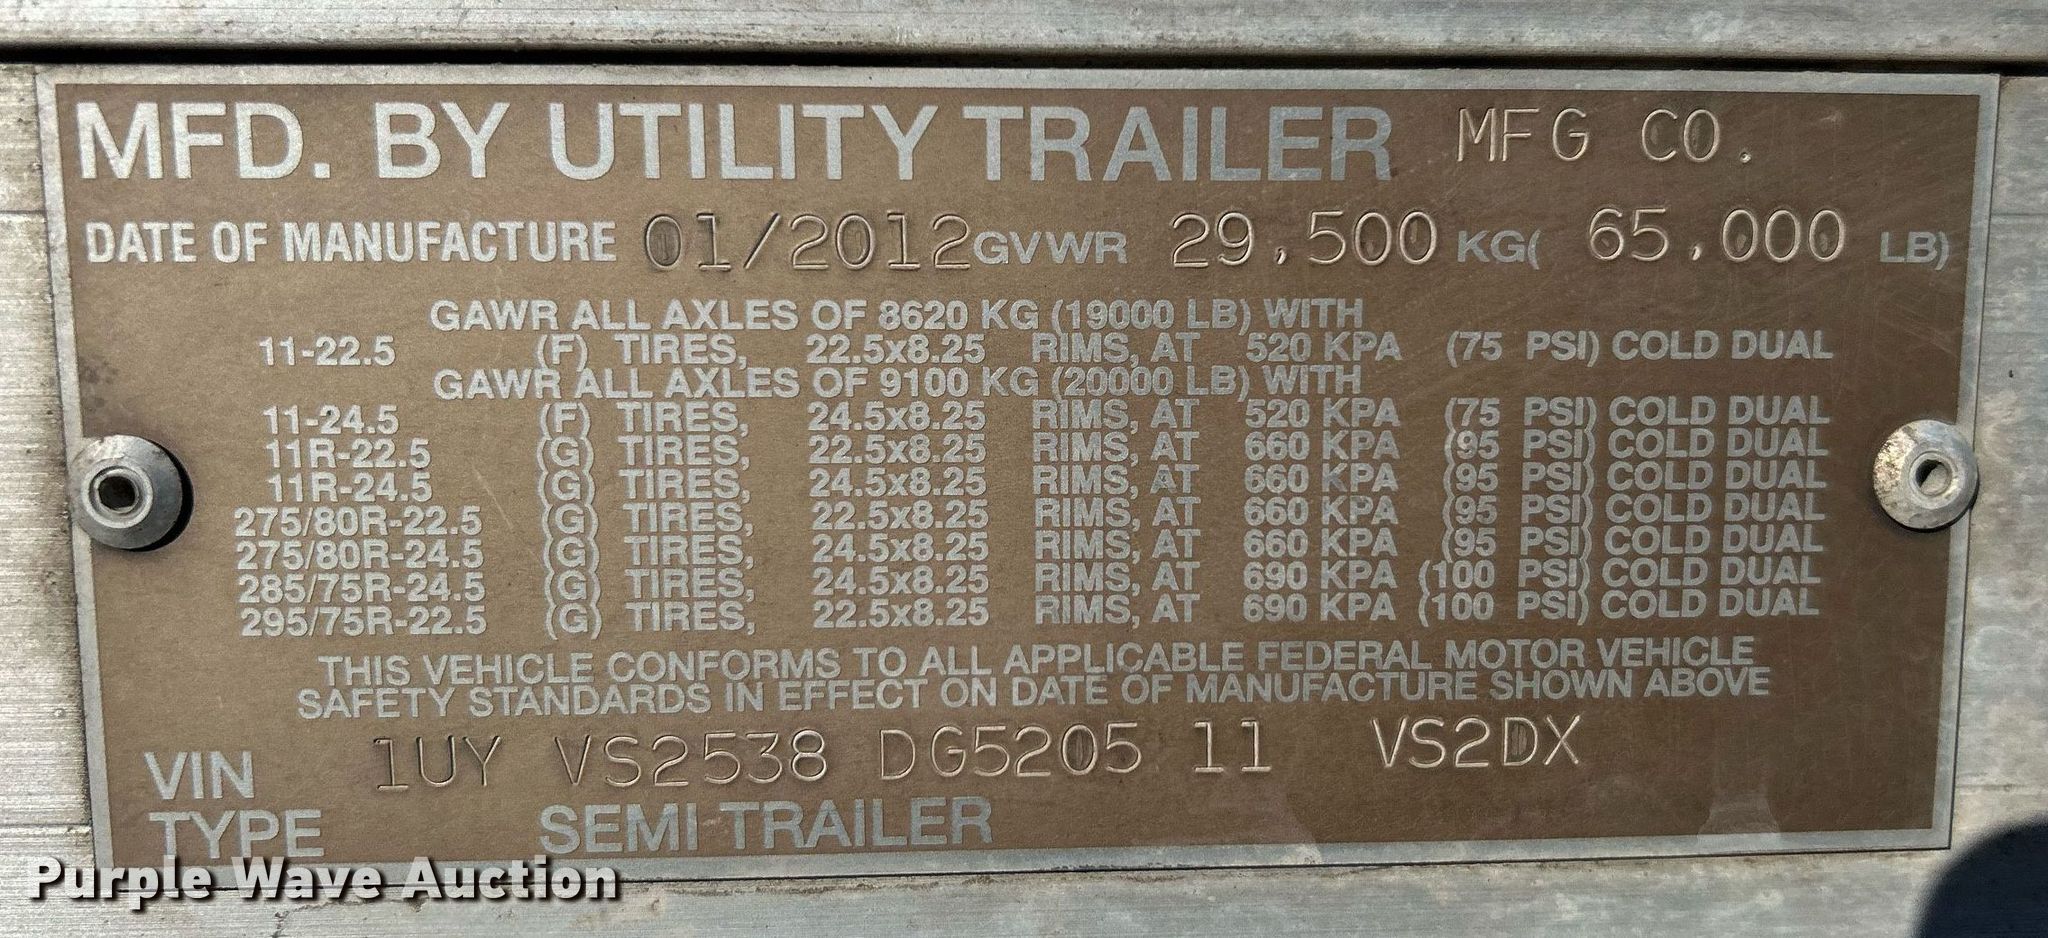 MFD. BY UTILITY TRAILER MFG CO.
DATE OF MANUFACTURE 01/2012 GVWR 29,500 KG( 65,000 LB)
GAWR ALL AXLES OF 8620 KG (19000 LB) WITH
11-22.5 (F) TIRES, 22.5x8.25 RIMS, AT 520 KPA (75 PSI) COLD DUAL
GAWR ALL AXLES OF 9100 KG (20000 LB) WITH
11-24.5 (F) TIRES, 24.5x8.25 RIMS, AT 520 KPA (75 PSI) COLD DUAL
11R-22.5 (G) TIRES, 22.5x8.25 RIMS, AT 660 KPA (95 PSI) COLD DUAL
11R-24.5 (G) TIRES, 24.5x8.25 RIMS, AT 660 KPA (95 PSI) COLD DUAL
275/80R-22.5 (G) TIRES, 22.5x8.25 RIMS, AT 660 KPA (95 PSI) COLD DUAL
275/80R-24.5 (G) TIRES, 24.5x8.25 RIMS, AT 660 KPA (95 PSI) COLD DUAL
285/75R-24.5 (G) TIRES, 24.5x8.25 RIMS, AT 690 KPA (100 PSI) COLD DUAL
295/75R-22.5 (G) TIRES, 22.5x8.25 RIMS, AT 690 KPA (100 PSI) COLD DUAL
THIS VEHICLE CONFORMS TO ALL APPLICABLE FEDERAL MOTOR VEHICLE
SAFETY STANDARDS IN EFFECT ON DATE OF MANUFACTURE SHOWN ABOVE
VIN 1UY VS2538 DG5205 11 VS2DX
TYPE SEMI TRAILER
Purple Wave Auction